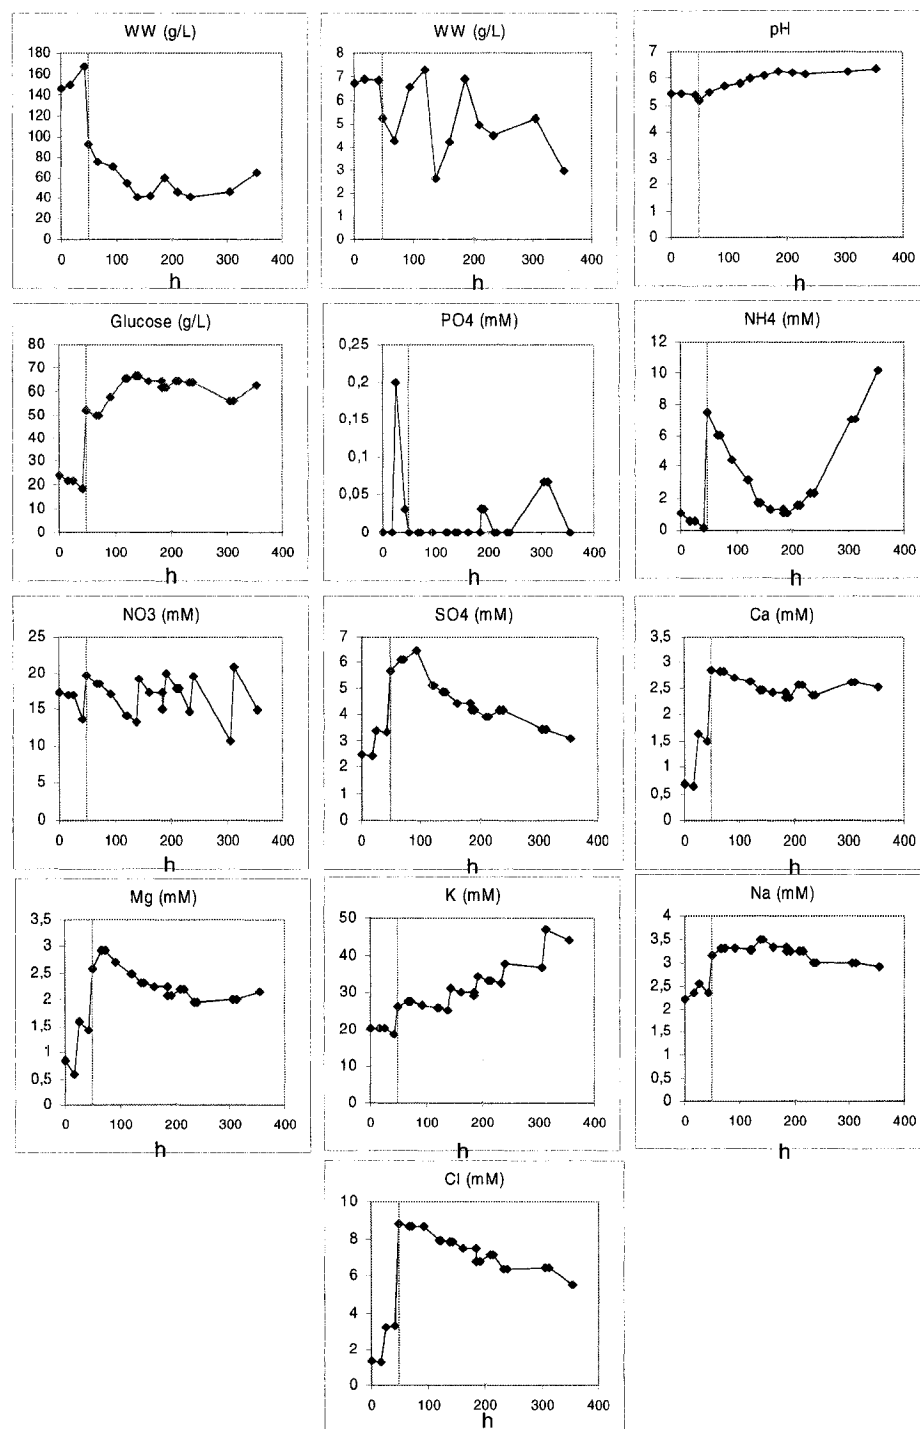 WW (g/L)
180
160
140
120
100
80
60
40
20
0
0 100 200 300 400
h
WW (g/L)
8
7
6
5
4
3
2
1
0
0 100 200 300 400
h
pH
7
6
5
4
3
2
1
0
0 100 200 300 400
h
Glucose (g/L)
80
70
60
50
40
30
20
10
0
0 100 200 300 400
h
PO4 (mM)
0,25
0,2
0,15
0,1
0,05
0
0 100 200 300 400
h
NH4 (mM)
12
10
8
6
4
2
0
0 100 200 300 400
h
NO3 (mM)
25
20
15
10
5
0
0 100 200 300 400
h
SO4 (mM)
7
6
5
4
3
2
1
0
0 100 200 300 400
h
Ca (mM)
3,5
3
2,5
2
1,5
1
0,5
0
0 100 200 300 400
h
Mg (mM)
3,5
3
2,5
2
1,5
1
0,5
0
0 100 200 300 400
h
K (mM)
50
40
30
20
10
0
0 100 200 300 400
h
Na (mM)
4
3,5
3
2,5
2
1,5
1
0,5
0
0 100 200 300 400
h
Cl (mM)
10
8
6
4
2
0
0 100 200 300 400
h